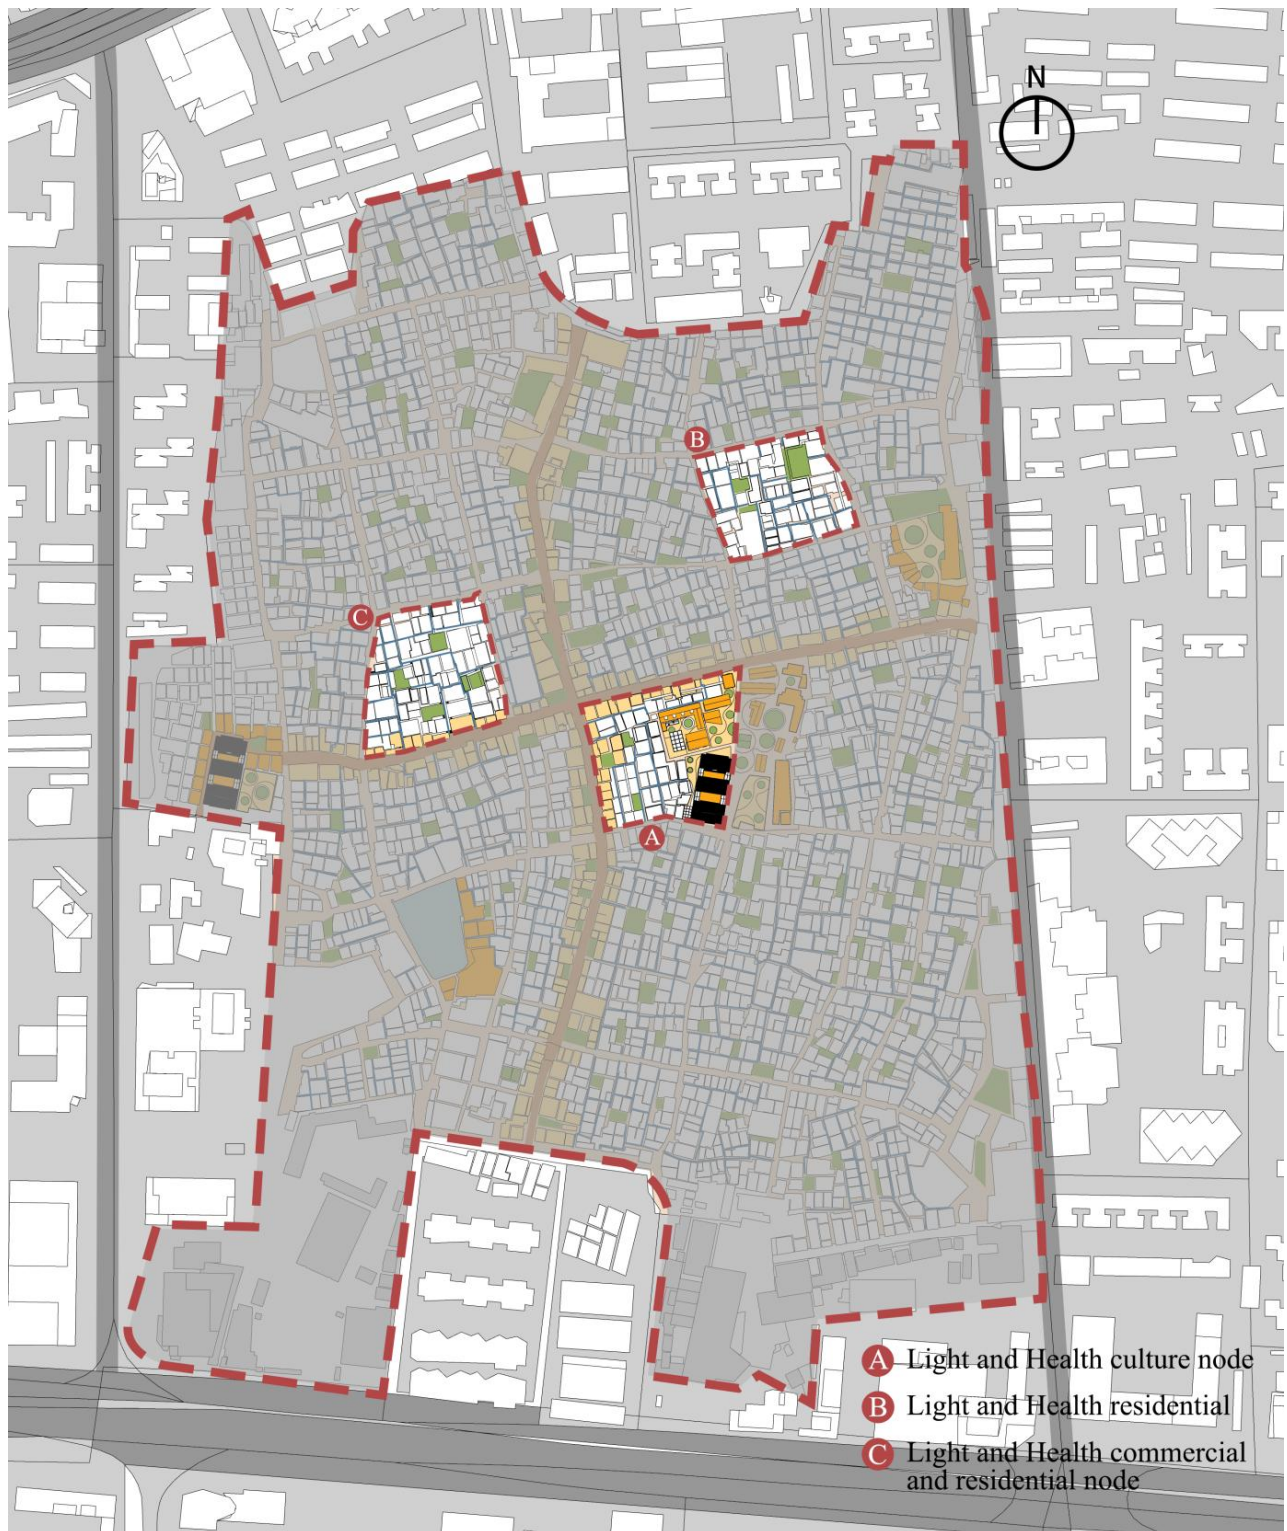 N
B
C
A
A Light and Health culture node
B Light and Health residential
C Light and Health commercial
and residential node